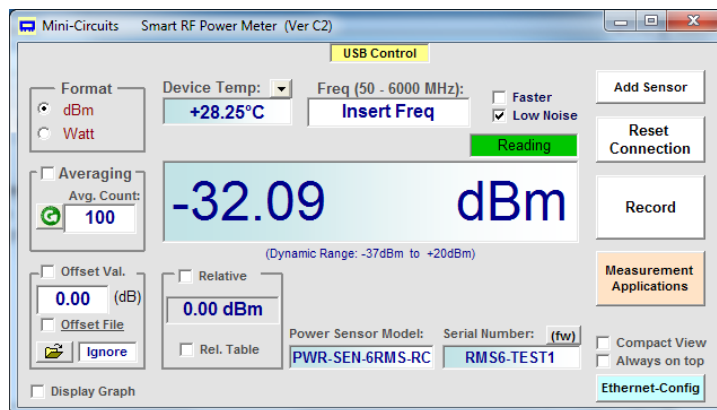 Mini-Circuits Smart RF Power Meter (Ver C2)
USB Control
Format
dBm
Watt
Device Temp:
+28.25°C
Freq (50 - 6000 MHz):
Insert Freq
Faster
Low Noise
Reading
Add Sensor
Reset
Connection
Averaging
Avg. Count:
100
-32.09 dBm
(Dynamic Range: -37dBm to +20dBm)
Record
Measurement
Applications
Offset Val.
0.00 (dB)
Offset File
Ignore
Relative
0.00 dBm
Rel. Table
Power Sensor Model:
PWR-SEN-6RMS-RC
Serial Number: (fw)
RMS6-TEST1
Compact View
Always on top
Ethernet-Config
Display Graph